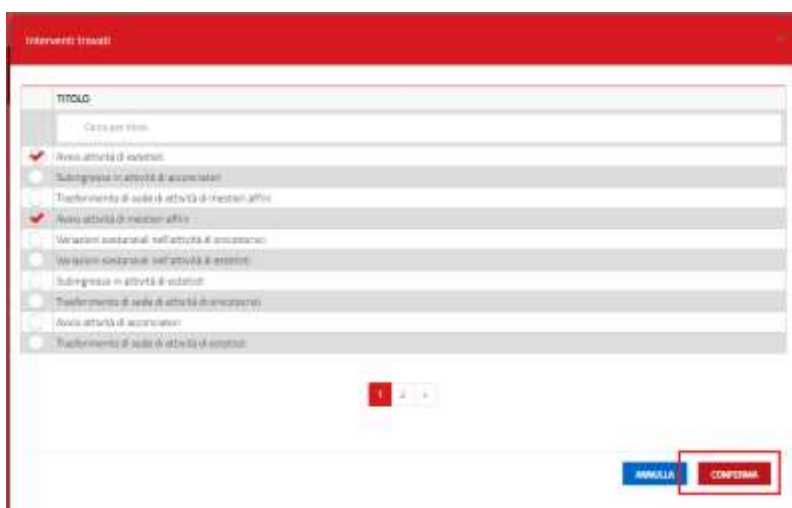 Interventi trovati
TITOLO
Cerca per titolo
Avvio attività di estetisti
Subingresso in attività di acconciatori
Trasferimento di sede di attività di mestieri affini
Avvio attività di mestieri affini
Variazioni sostanziali nell'attività di
Variazioni sostanziali nell'attività di estetisti
Subingresso in attività di estetisti
Trasferimento di sede di attività di
Avvio attività di acconciatori
Trasferimento di sede di attività di estetisti
1 2
ANNULLA CONFERMA